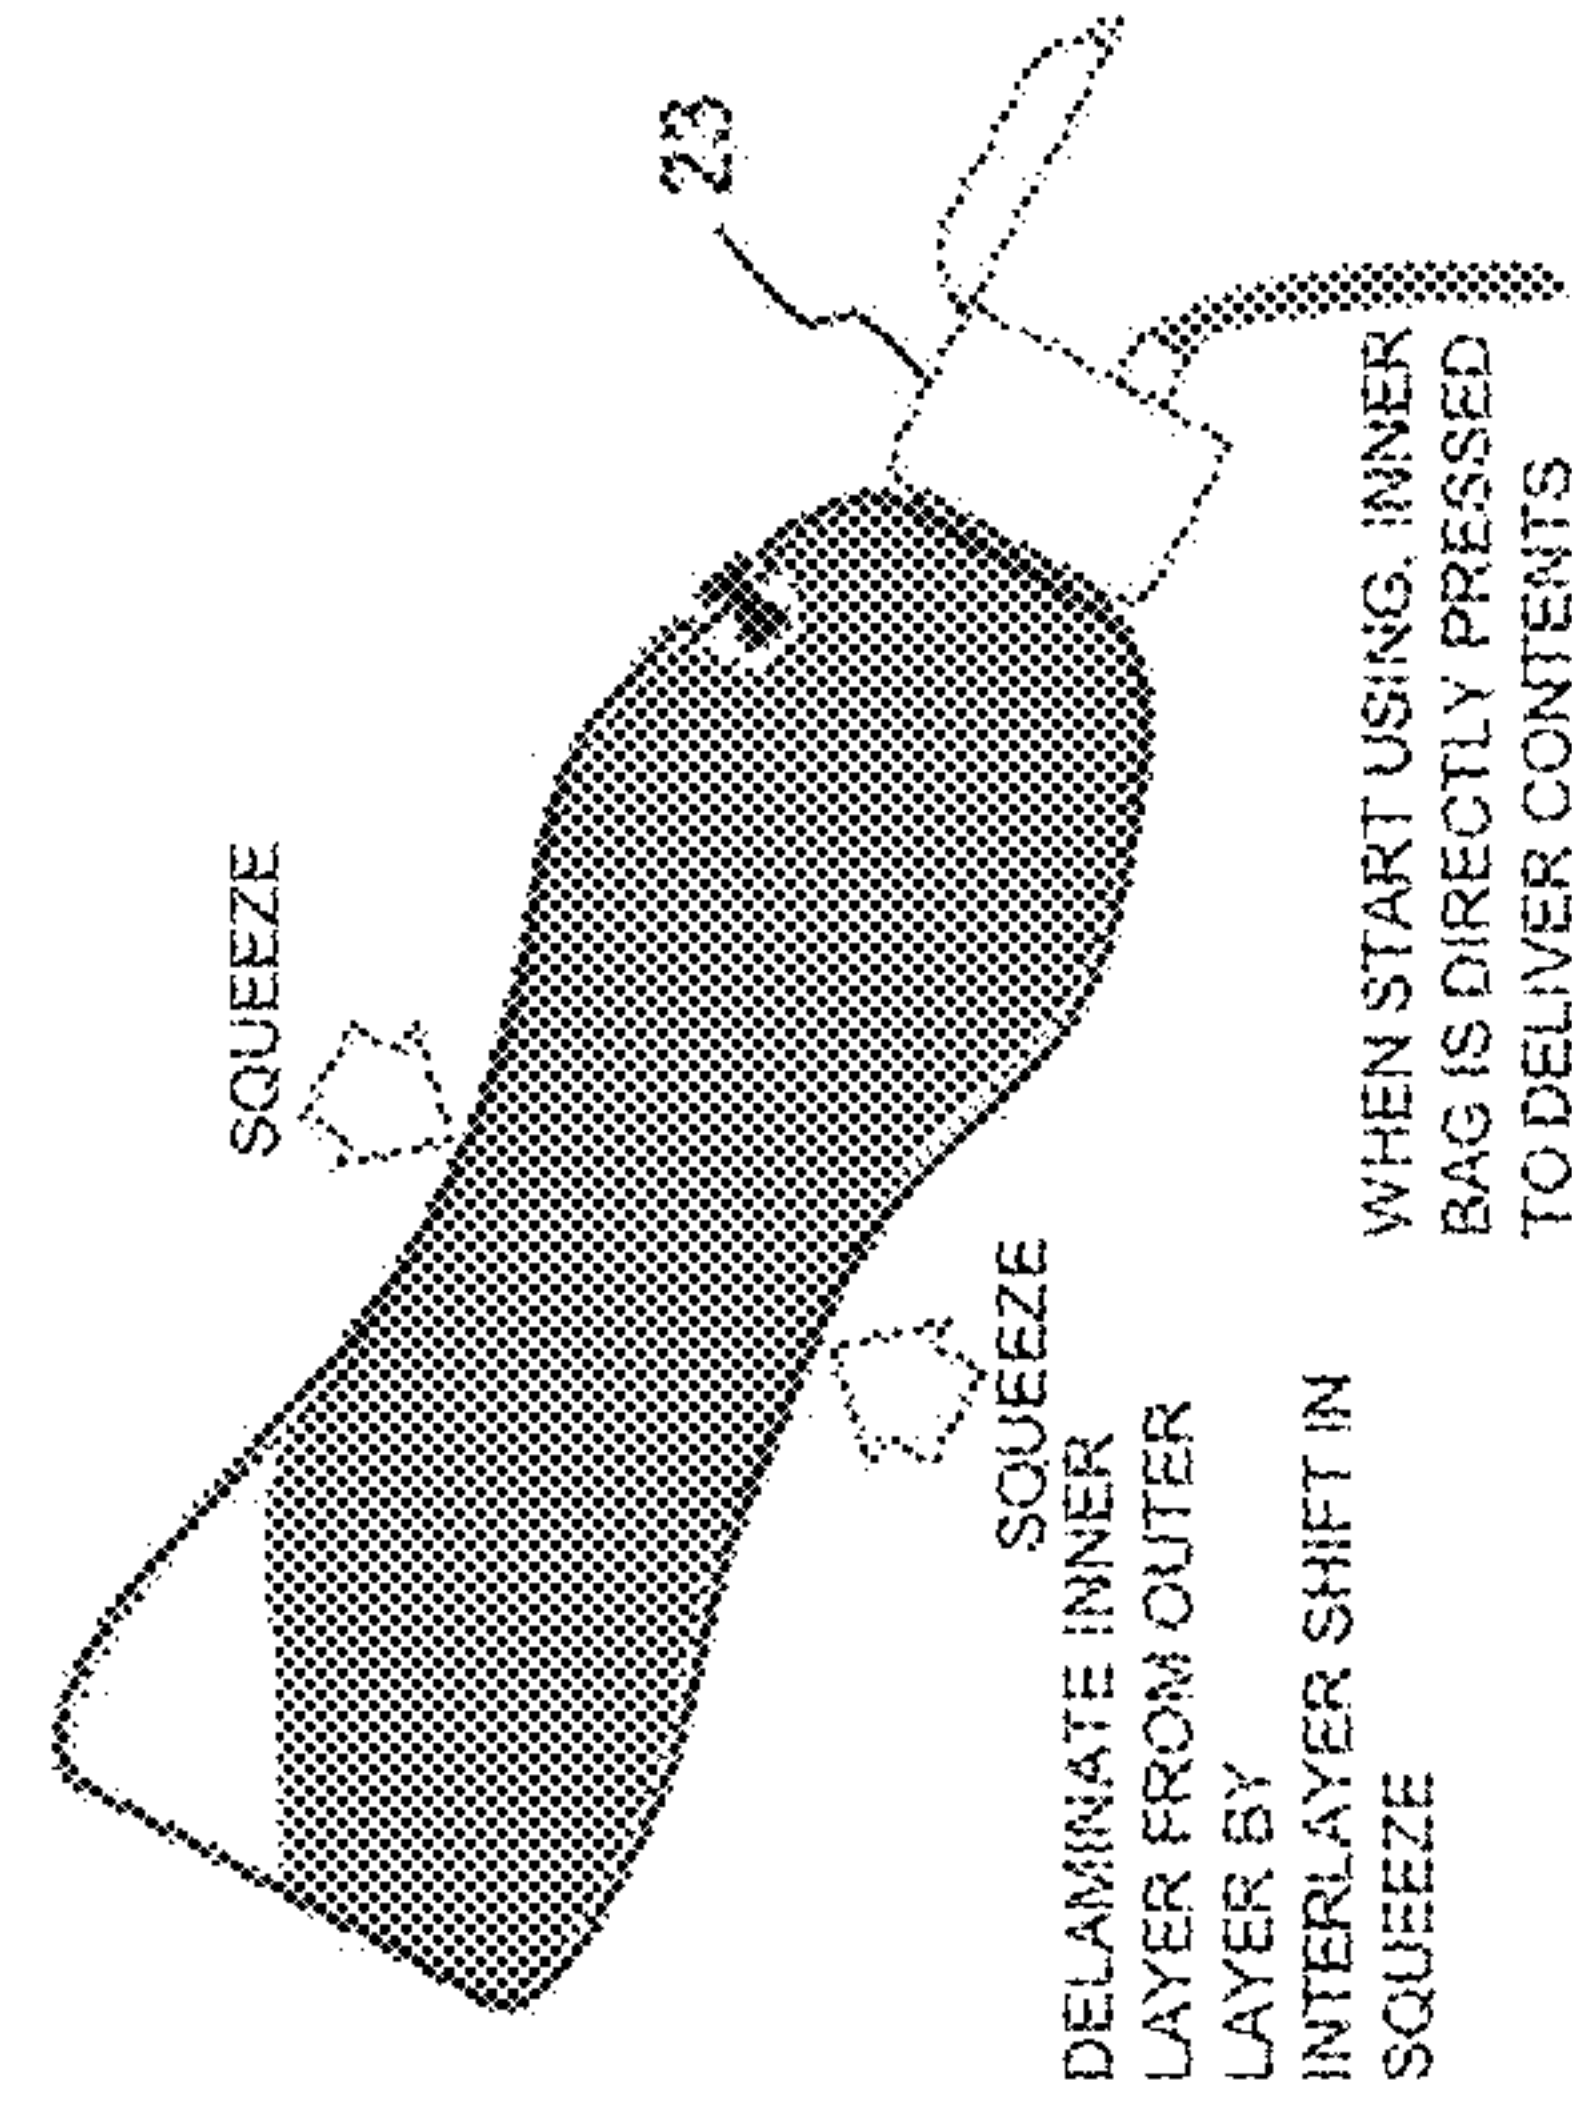 23
SQUEEZE
SQUEEZE
DELAMINATE INNER
LAYER FROM OUTER
LAYER BY
INTERLAYER SHIFT IN
SQUEEZE
WHEN START USING, INNER
BAG IS DIRECTLY PRESSED
TO DELIVER CONTENTS